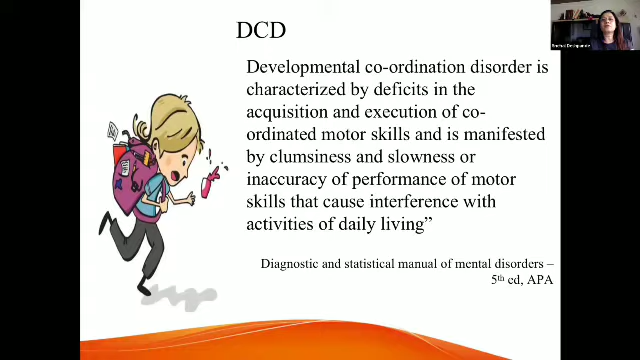 DCD
Developmental co-ordination disorder is
characterized by deficits in the
acquisition and execution of co-
ordinated motor skills and is manifested
by clumsiness and slowness or
inaccuracy of performance of motor
skills that cause interference with
activities of daily living”
Diagnostic and statistical manual of mental disorders –
5th ed, APA
Deshpande